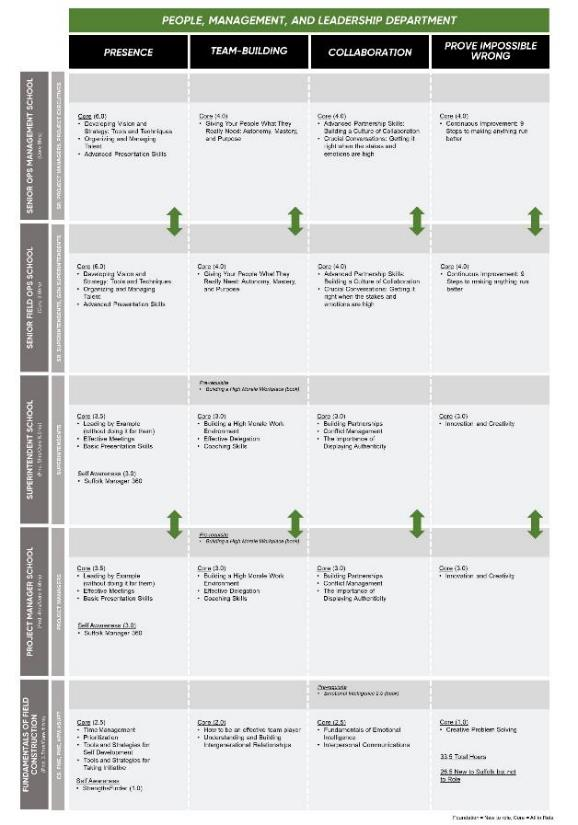 PEOPLE, MANAGEMENT, AND LEADERSHIP DEPARTMENT
PRESENCE
TEAM-BUILDING
COLLABORATION
PROVE IMPOSSIBLE
WRONG
SENIOR OPS MANAGEMENT SCHOOL
SR. PROJECT MANAGERS, PROJECT EXECUTIVES
Core (6.0)
• Developing Vision and
Strategy: Tools and Techniques
• Organizing and Managing
Talent
• Advanced Presentation Skills
Core (4.0)
• Giving Your People What They
Really Need: Autonomy, Mastery,
and Purpose
Core (4.0)
• Advanced Partnership Skills:
Building a Culture of Collaboration
• Crucial Conversations: Getting it
right when the stakes and
emotions are high
Core (4.0)
• Continuous Improvement: 9
Steps to making anything run
better
SENIOR FIELD OPS SCHOOL
SR. SUPERINTENDENTS, GEN SUPERINTENDENTS
Core (6.0)
• Developing Vision and
Strategy: Tools and Techniques
• Organizing and Managing
Talent
• Advanced Presentation Skills
Core (4.0)
• Giving Your People What They
Really Need: Autonomy, Mastery,
and Purpose
Core (4.0)
• Advanced Partnership Skills:
Building a Culture of Collaboration
• Crucial Conversations: Getting it
right when the stakes and
emotions are high
Core (4.0)
• Continuous Improvement: 9
Steps to making anything run
better
SUPERINTENDENT SCHOOL
SUPERINTENDENTS
Pre-requisite
• Building a High Morale Workplace (book)
Core (3.5)
• Leading by Example
(without doing it for them)
• Effective Meetings
• Basic Presentation Skills
Self Awareness (3.0)
• Suffolk Manager 360
Core (3.0)
• Building a High Morale Work
Environment
• Effective Delegation
• Coaching Skills
Core (3.0)
• Building Partnerships
• Conflict Management
• The Importance of
Displaying Authenticity
Core (3.0)
• Innovation and Creativity
PROJECT MANAGER SCHOOL
PROJECT MANAGERS
Pre-requisite
• Building a High Morale Workplace (book)
Core (3.5)
• Leading by Example
(without doing it for them)
• Effective Meetings
• Basic Presentation Skills
Self Awareness (3.0)
• Suffolk Manager 360
Core (3.0)
• Building a High Morale Work
Environment
• Effective Delegation
• Coaching Skills
Core (3.0)
• Building Partnerships
• Conflict Management
• The Importance of
Displaying Authenticity
Core (3.0)
• Innovation and Creativity
FUNDAMENTALS OF FIELD
CONSTRUCTION
Pre-requisite
• Emotional Intelligence 2.0 (book)
Core (2.5)
• Time Management
• Prioritization
• Tools and Strategies for
Self Development
• Tools and Strategies for
Taking Initiative
Self Awareness
• StrengthsFinder (1.0)
Core (2.0)
• How to be an effective team player
• Understanding and Building
Intergenerational Relationships
Core (2.5)
• Fundamentals of Emotional
Intelligence
• Interpersonal Communications
Core (1.0)
• Creative Problem Solving
33.5 Total Hours
26.5 New to Suffolk but not
to Role
Foundation = New to role, Core = All in Role